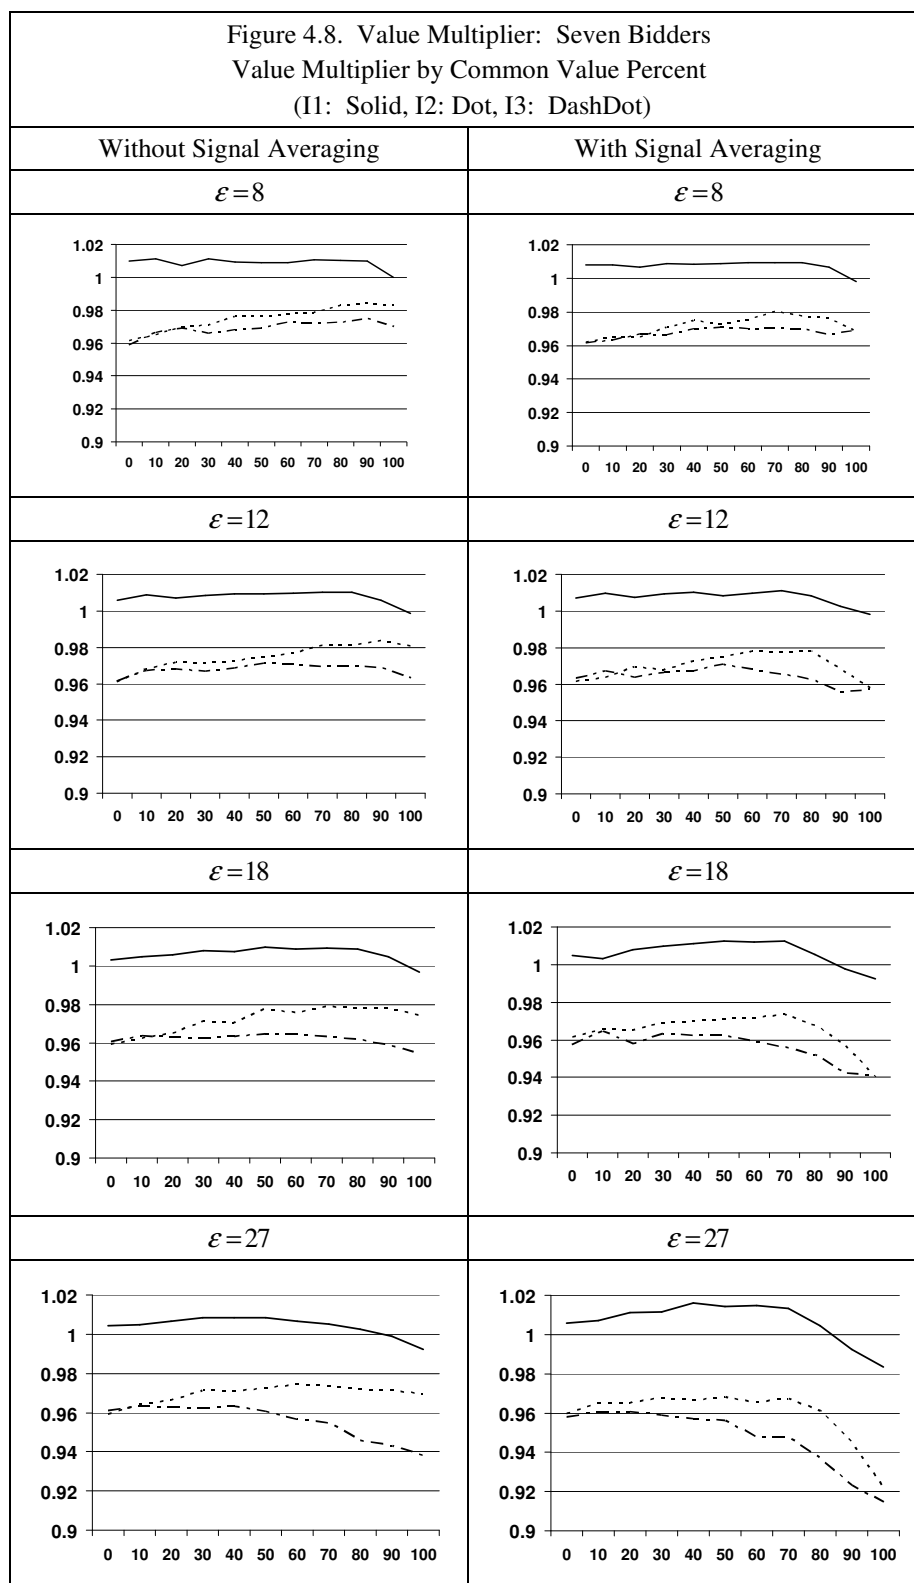 Figure 4.8.  Value Multiplier:  Seven Bidders
Value Multiplier by Common Value Percent
(I1:  Solid, I2: Dot, I3:  DashDot)
Without Signal Averaging
With Signal Averaging
ε=8
ε=8
1.02
1
0.98
0.96
0.94
0.92
0.9
0 10 20 30 40 50 60 70 80 90 100
1.02
1
0.98
0.96
0.94
0.92
0.9
0 10 20 30 40 50 60 70 80 90 100
ε=12
ε=12
1.02
1
0.98
0.96
0.94
0.92
0.9
0 10 20 30 40 50 60 70 80 90 100
1.02
1
0.98
0.96
0.94
0.92
0.9
0 10 20 30 40 50 60 70 80 90 100
ε=18
ε=18
1.02
1
0.98
0.96
0.94
0.92
0.9
0 10 20 30 40 50 60 70 80 90 100
1.02
1
0.98
0.96
0.94
0.92
0.9
0 10 20 30 40 50 60 70 80 90 100
ε=27
ε=27
1.02
1
0.98
0.96
0.94
0.92
0.9
0 10 20 30 40 50 60 70 80 90 100
1.02
1
0.98
0.96
0.94
0.92
0.9
0 10 20 30 40 50 60 70 80 90 100